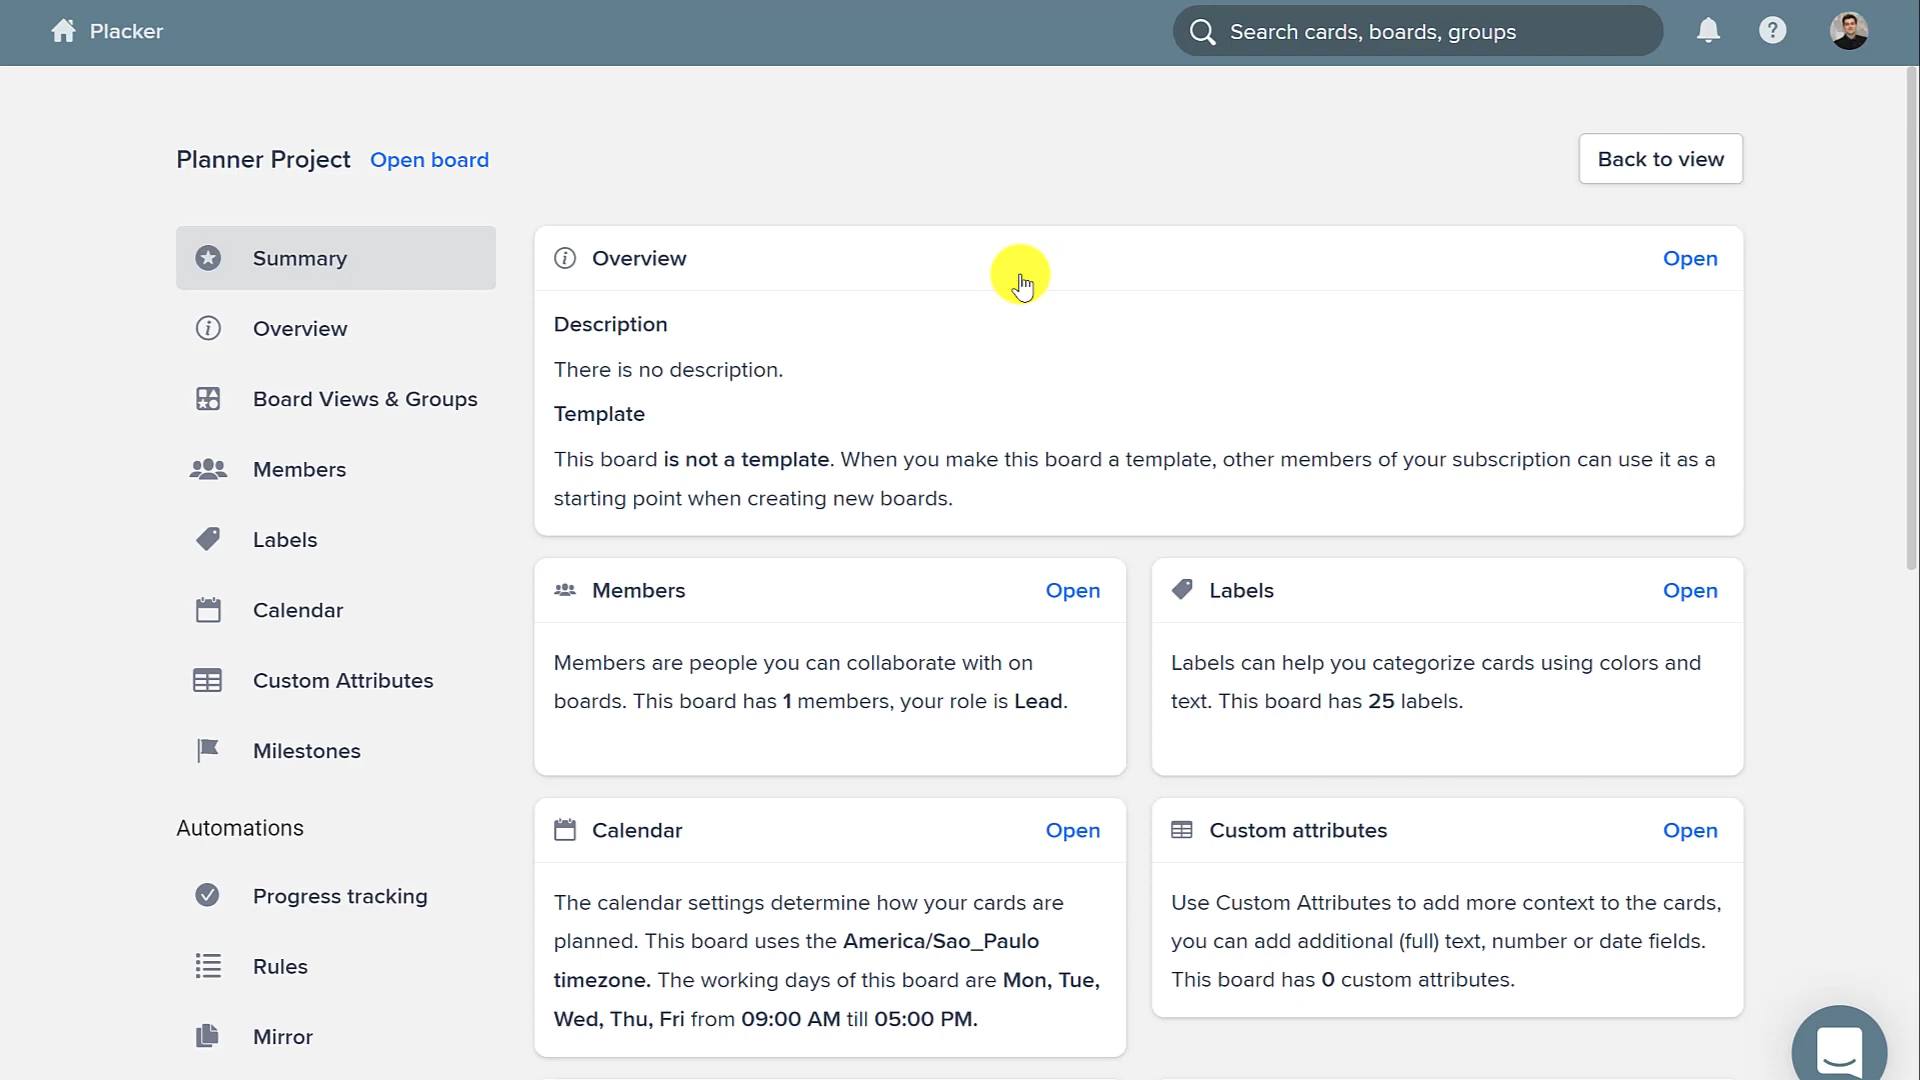 Placker
Search cards, boards, groups
Planner Project Open board
Back to view
Summary
Overview
Board Views & Groups
Members
Labels
Calendar
Custom Attributes
Milestones
Automations
Progress tracking
Rules
Mirror
Overview Open
Description
There is no description.
Template
This board is not a template. When you make this board a template, other members of your subscription can use it as a
starting point when creating new boards.
Members Open
Members are people you can collaborate with on
boards. This board has 1 members, your role is Lead.
Labels Open
Labels can help you categorize cards using colors and
text. This board has 25 labels.
Calendar Open
The calendar settings determine how your cards are
planned. This board uses the America/Sao_Paulo
timezone. The working days of this board are Mon, Tue,
Wed, Thu, Fri from 09:00 AM till 05:00 PM.
Custom attributes Open
Use Custom Attributes to add more context to the cards,
you can add additional (full) text, number or date fields.
This board has 0 custom attributes.